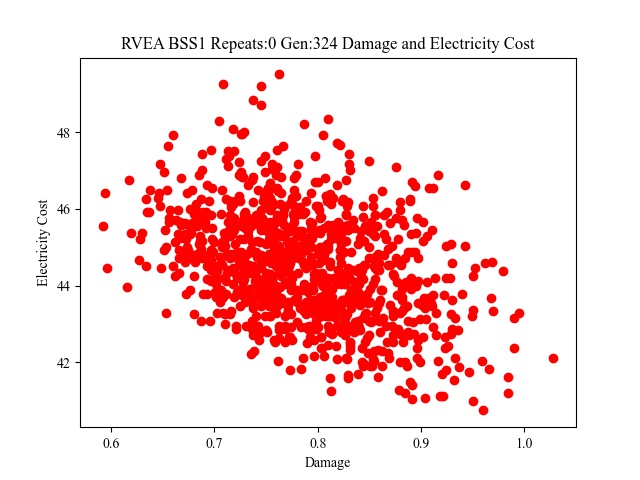 RVEA BSS1 Repeats:0 Gen:324 Damage and Electricity Cost
48
46
44
42
Electricity Cost
0.6 0.7 0.8 0.9 1.0
Damage